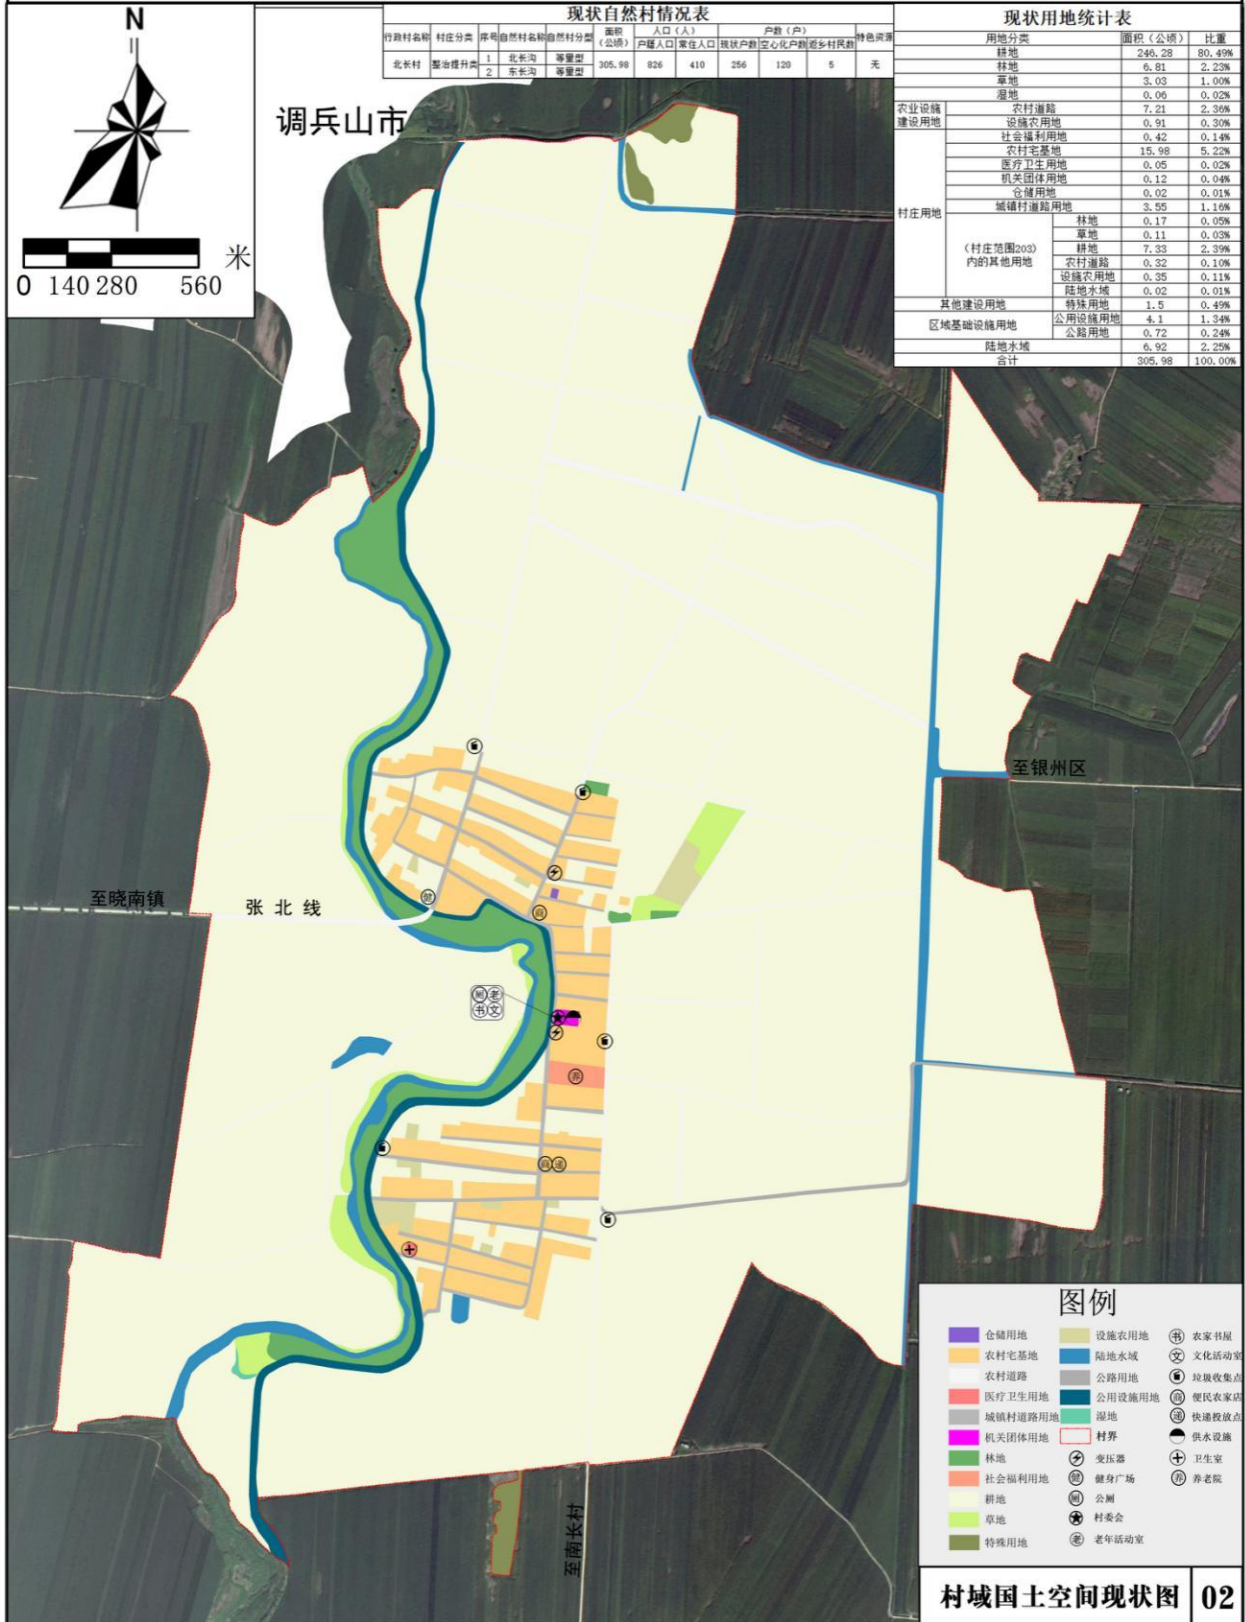 N
0 140 280 560 米
现状自然村情况表
行政村名称 村庄分类 序号 自然村名称 自然村分型 面积（公顷） 人口（人） 户数（户） 特色资源
户籍人口 常住人口 现状户数 空心化户数 返乡村民数
北长村 整治提升类 1 北长沟 等量型 305.98 826 410 256 120 5 无
2 东长沟 等量型
现状用地统计表
用地分类 面积（公顷） 比重
耕地 246.28 80.49%
林地 6.81 2.23%
草地 3.03 1.00%
湿地 0.06 0.02%
农业设施建设用地 农村道路 7.21 2.36%
设施农用地 0.91 0.30%
村庄用地 社会福利用地 0.42 0.14%
农村宅基地 15.98 5.22%
医疗卫生用地 0.05 0.02%
机关团体用地 0.12 0.04%
仓储用地 0.02 0.01%
城镇村道路用地 3.55 1.16%
（村庄范围203）内的其他用地 林地 0.17 0.05%
草地 0.11 0.03%
耕地 7.33 2.39%
农村道路 0.32 0.10%
设施农用地 0.35 0.11%
陆地水域 0.02 0.01%
其他建设用地 特殊用地 1.5 0.49%
区域基础设施用地 公用设施用地 4.1 1.34%
公路用地 0.72 0.24%
陆地水域 6.92 2.25%
合计 305.98 100.00%
调兵山市
至银州区
至晓南镇
张北线
健
商
厕 老
书 文
养
商 递
至南长村
图例
仓储用地 设施农用地 书 农家书屋
农村宅基地 陆地水域 文 文化活动室
农村道路 公路用地 垃圾收集点
医疗卫生用地 公用设施用地 商 便民农家店
城镇村道路用地 湿地 递 快递投放点
机关团体用地 村界 供水设施
林地 变压器 卫生室
社会福利用地 健 健身广场 养 养老院
耕地 厕 公厕
草地 村委会
特殊用地 老 老年活动室
村域国土空间现状图 02